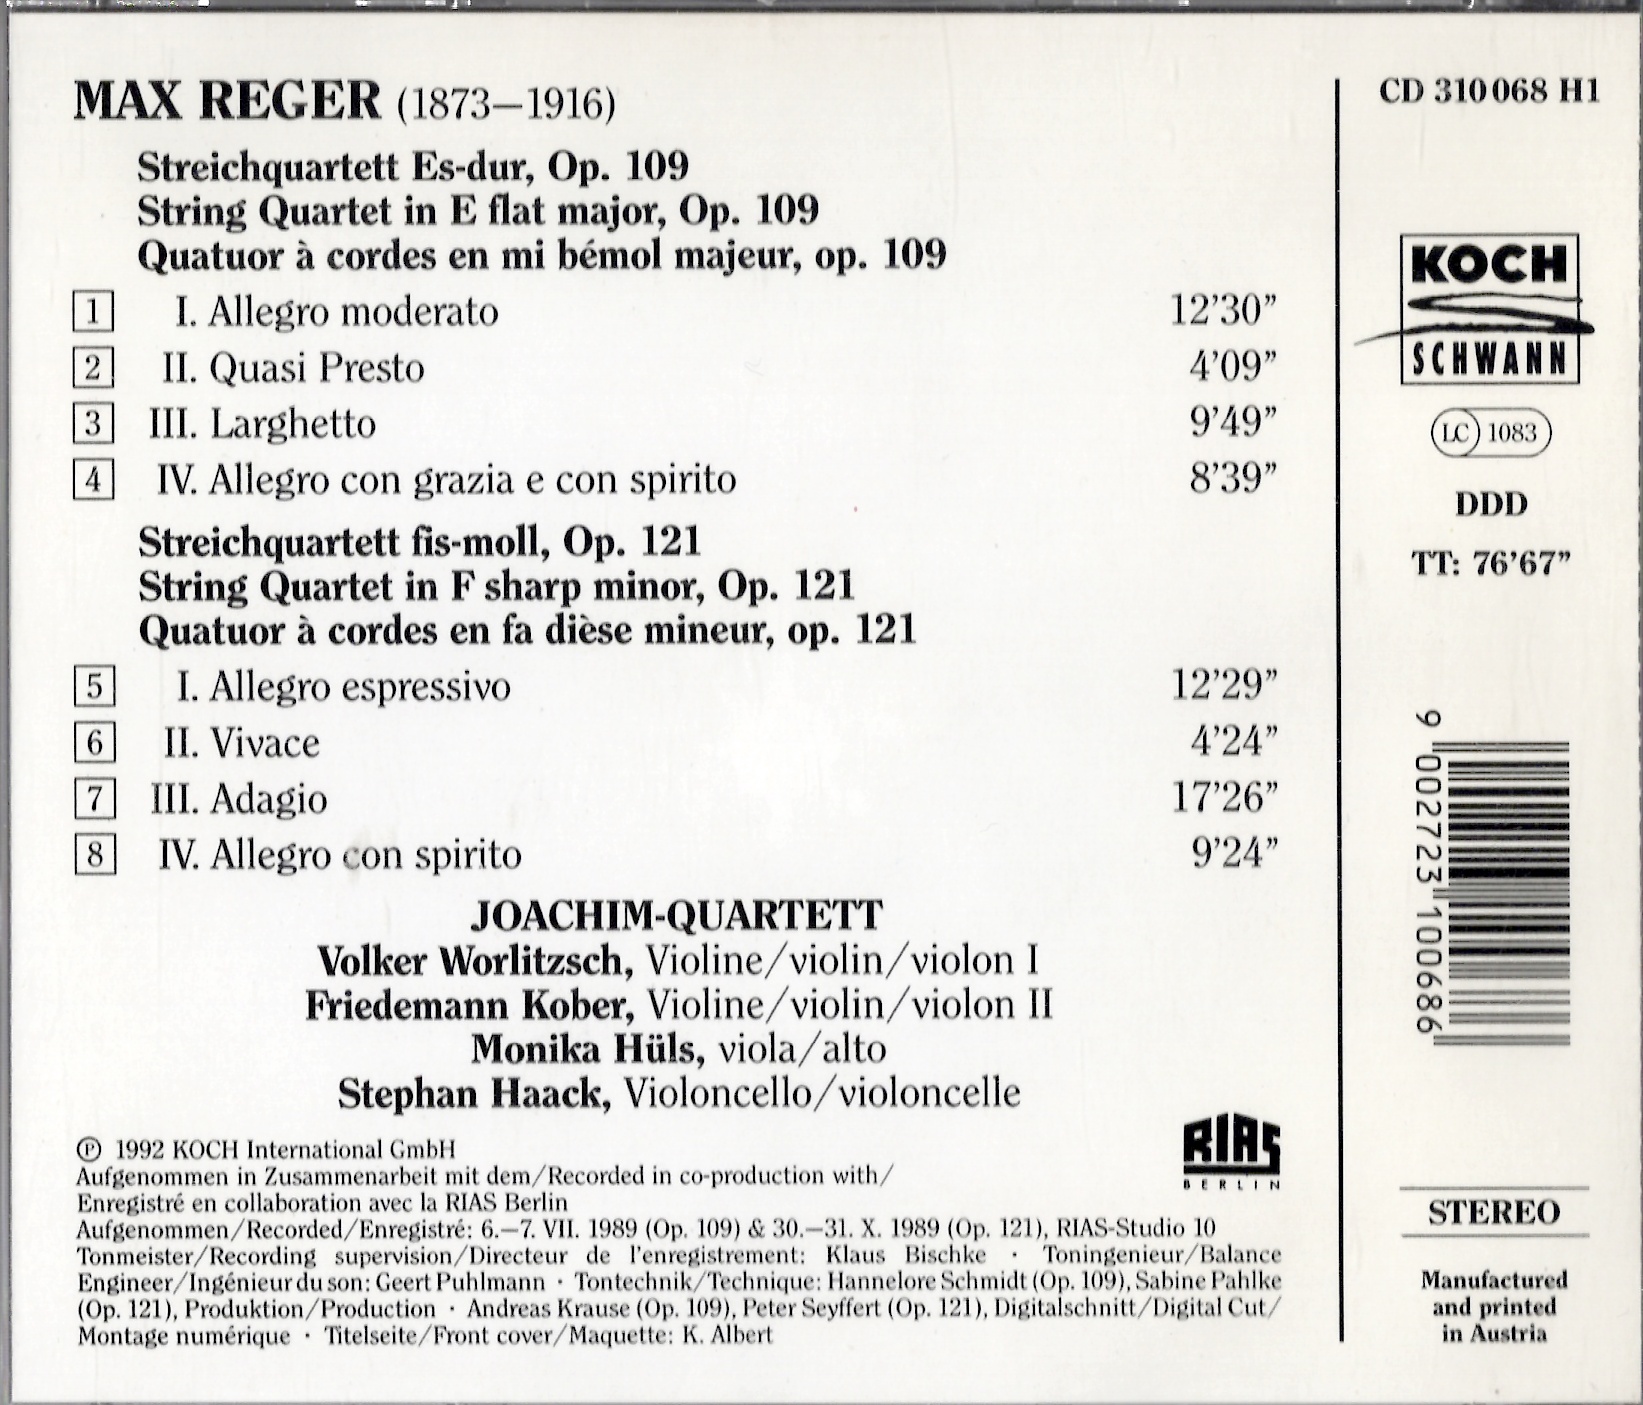 MAX REGER (1873–1916)
Streichquartett Es-dur, Op. 109
String Quartet in E flat major, Op. 109
Quatuor à cordes en mi bémol majeur, op. 109
1 I. Allegro moderato 12’30”
2 II. Quasi Presto 4’09”
3 III. Larghetto 9’49”
4 IV. Allegro con grazia e con spirito 8’39”
Streichquartett fis-moll, Op. 121
String Quartet in F sharp minor, Op. 121
Quatuor à cordes en fa dièse mineur, op. 121
5 I. Allegro espressivo 12’29”
6 II. Vivace 4’24”
7 III. Adagio 17’26”
8 IV. Allegro con spirito 9’24”
JOACHIM-QUARTETT
Volker Worlitzsch, Violine/violin/violon I
Friedemann Kober, Violine/violin/violon II
Monika Hüls, viola/alto
Stephan Haack, Violoncello/violoncelle
RIAS
BERLIN
Ⓟ 1992 KOCH International GmbH
Aufgenommen in Zusammenarbeit mit dem/Recorded in co-production with/
Enregistré en collaboration avec la RIAS Berlin
Aufgenommen/Recorded/Enregistré: 6.–7. VII. 1989 (Op. 109) & 30.–31. X. 1989 (Op. 121), RIAS-Studio 10
Tonmeister/Recording supervision/Directeur de l’enregistrement: Klaus Bischke · Toningenieur/Balance
Engineer/Ingénieur du son: Geert Puhlmann · Tontechnik/Technique: Hannelore Schmidt (Op. 109), Sabine Pahlke
(Op. 121), Produktion/Production · Andreas Krause (Op. 109), Peter Seyffert (Op. 121), Digitalschnitt/Digital Cut/
Montage numérique · Titelseite/Front cover/Maquette: K. Albert
CD 310 068 H1
KOCH
SCHWANN
LC 1083
DDD
TT: 76’67”
9 002723 100686
STEREO
Manufactured
and printed
in Austria